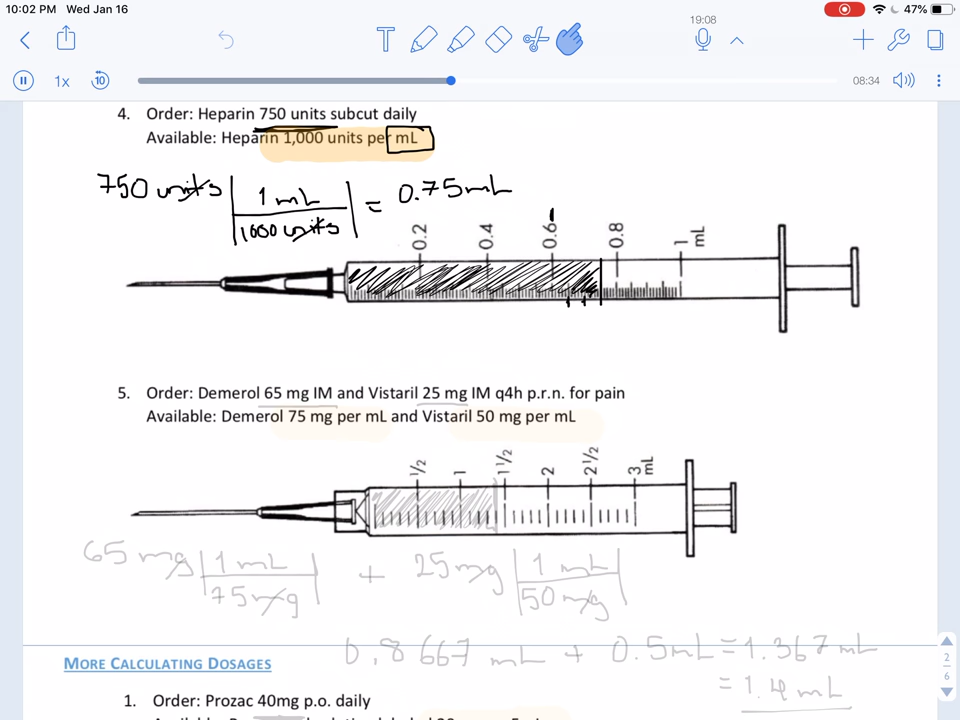 10:02 PM Wed Jan 16
47%
T
19:08
1x
10
08:34
4. Order: Heparin 750 units subcut daily
Available: Heparin 1,000 units per mL
750 units | 1 mL | = 0.75mL
1000 units
0.2 0.4 0.6 0.8 1 mL
5. Order: Demerol 65 mg IM and Vistaril 25 mg IM q4h p.r.n. for pain
Available: Demerol 75 mg per mL and Vistaril 50 mg per mL
1/2 1 1 1/2 2 2 1/2 3 mL
65 mg | 1 mL | + 25 mg | 1 mL |
75 mg 50 mg
0.8667 mL + 0.5mL = 1.367 mL
= 1.4 mL
MORE CALCULATING DOSAGES
2
6
1. Order: Prozac 40mg p.o. daily